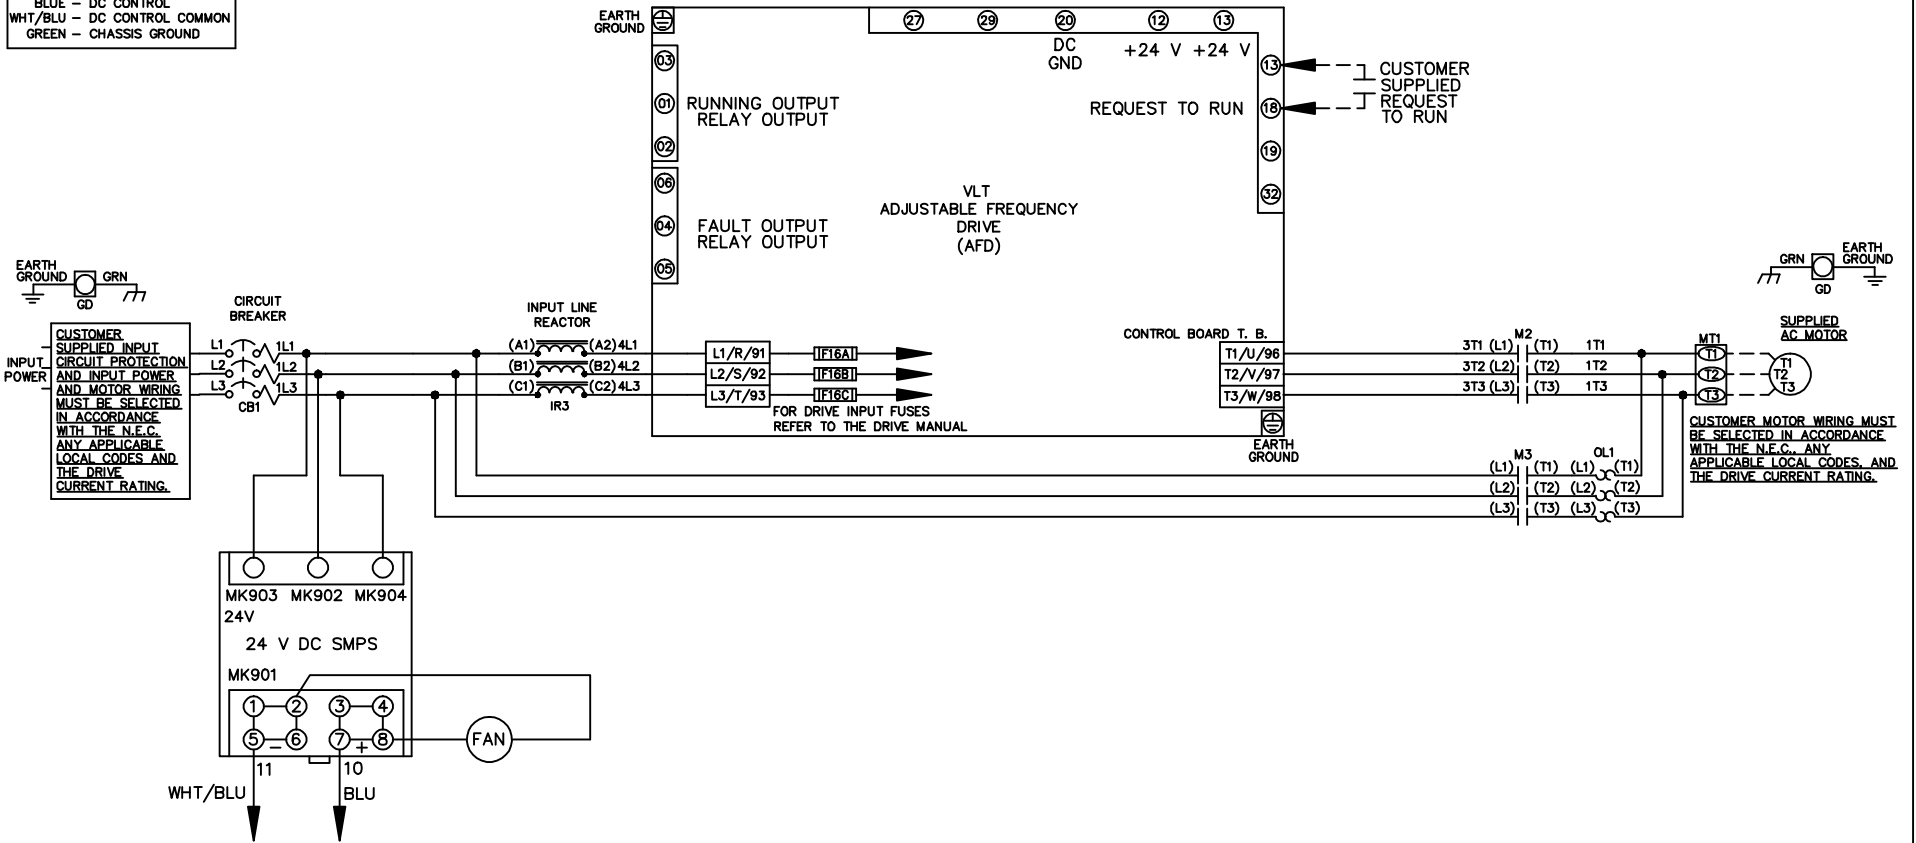 BLUE – DC CONTROL
WHT/BLU – DC CONTROL COMMON
GREEN – CHASSIS GROUND
EARTH
GROUND
27 29 20 12 13
DC
GND
+24 V +24 V
03
01
02
RUNNING OUTPUT
RELAY OUTPUT
06
04
05
FAULT OUTPUT
RELAY OUTPUT
13
REQUEST TO RUN 18
19
32
CUSTOMER
SUPPLIED
REQUEST
TO RUN
VLT
ADJUSTABLE FREQUENCY
DRIVE
(AFD)
EARTH
GROUND
GRN
GD
CIRCUIT
BREAKER
INPUT LINE
REACTOR
GRN
EARTH
GROUND
GD
INPUT
POWER
CUSTOMER
SUPPLIED INPUT
CIRCUIT PROTECTION
AND INPUT POWER
AND MOTOR WIRING
MUST BE SELECTED
IN ACCORDANCE
WITH THE N.E.C.
ANY APPLICABLE
LOCAL CODES AND
THE DRIVE
CURRENT RATING.
L1 1L1
L2 1L2
L3 1L3
CB1
(A1) (A2) 4L1
(B1) (B2) 4L2
(C1) (C2) 4L3
IR3
L1/R/91 F16A
L2/S/92 F16B
L3/T/93 F16C
FOR DRIVE INPUT FUSES
REFER TO THE DRIVE MANUAL
CONTROL BOARD T. B.
T1/U/96
T2/V/97
T3/W/98
EARTH
GROUND
M2
3T1 (L1) (T1) 1T1
3T2 (L2) (T2) 1T2
3T3 (L3) (T3) 1T3
MT1
T1
T2
T3
SUPPLIED
AC MOTOR
T1
T2
T3
CUSTOMER MOTOR WIRING MUST
BE SELECTED IN ACCORDANCE
WITH THE N.E.C., ANY
APPLICABLE LOCAL CODES, AND
THE DRIVE CURRENT RATING.
M3 OL1
(L1) (T1) (L1) (T1)
(L2) (T2) (L2) (T2)
(L3) (T3) (L3) (T3)
MK903 MK902 MK904
24V
24 V DC SMPS
MK901
1 2 3 4
5 – 6 7 + 8
FAN
11 10
WHT/BLU BLU